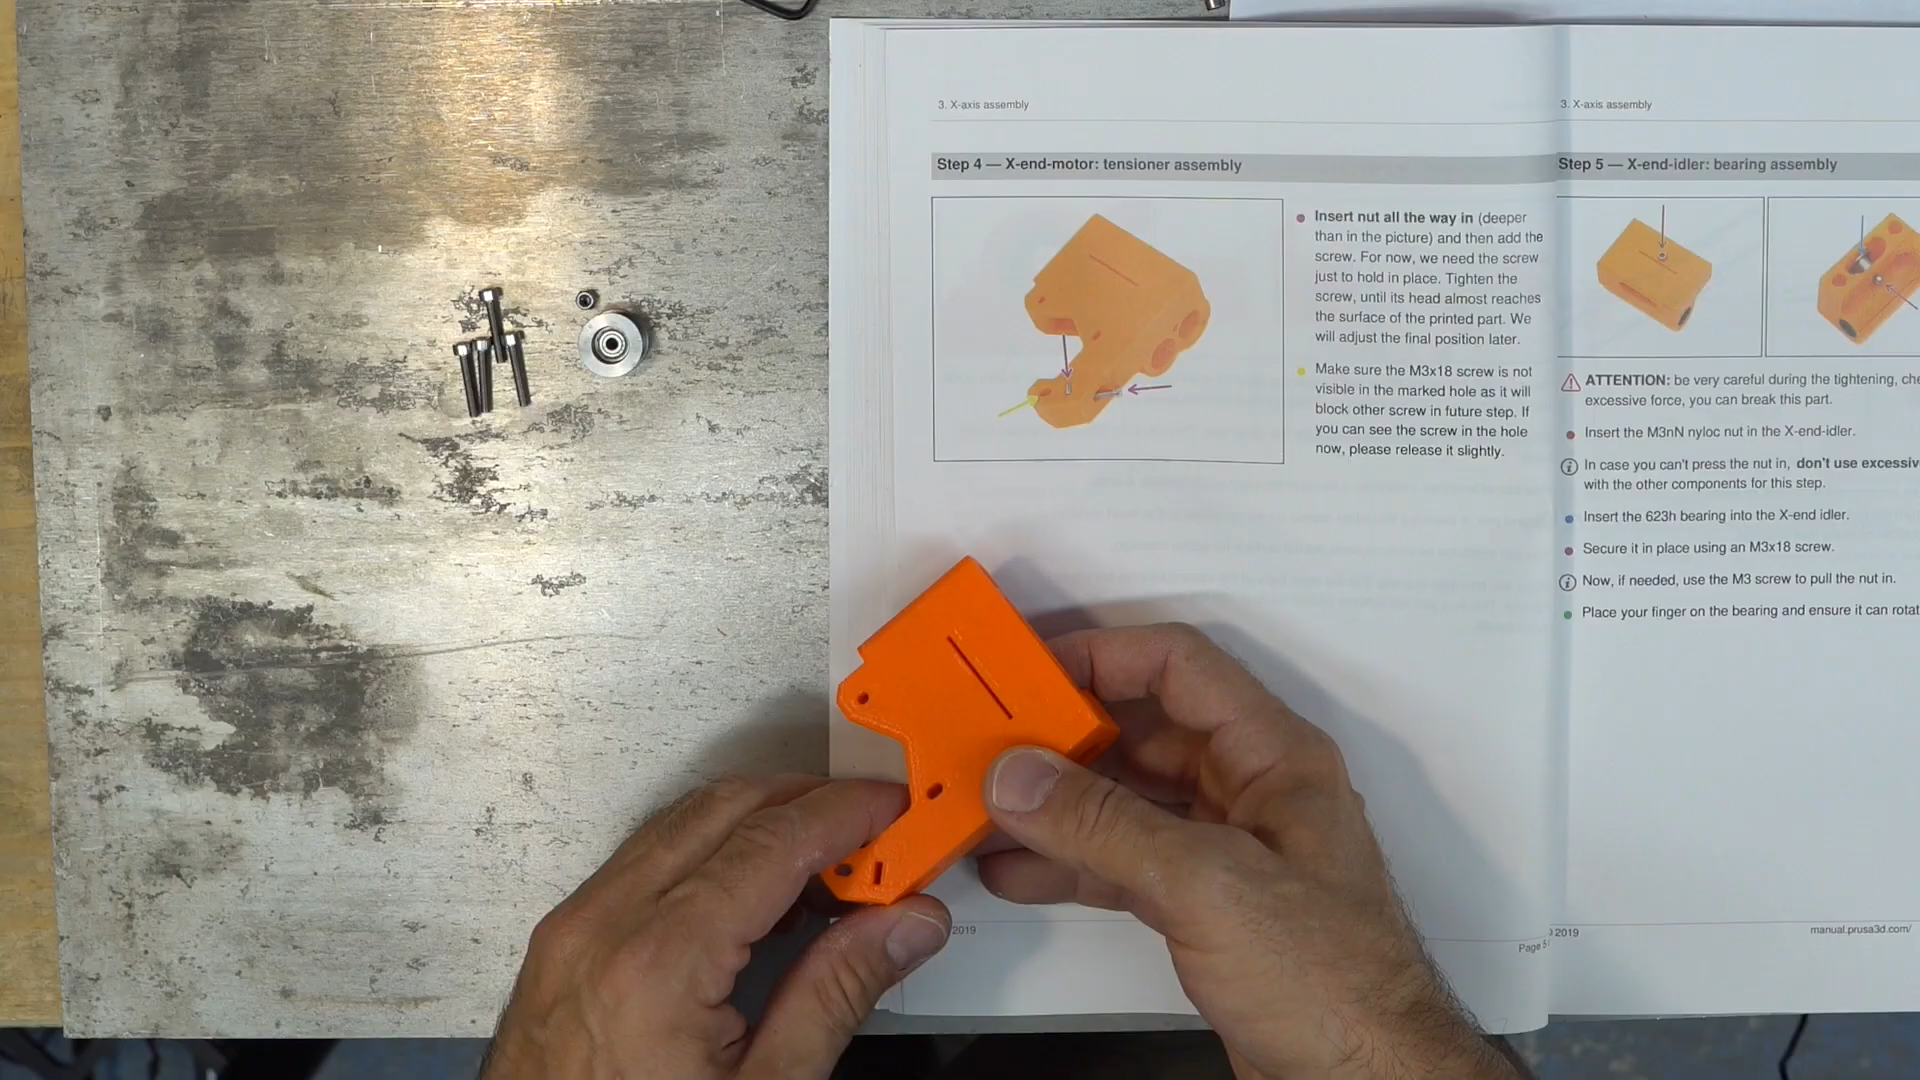 3. X-axis assembly
Step 4 — X-end-motor: tensioner assembly
Insert nut all the way in (deeper
than in the picture) and then add the
screw. For now, we need the screw
just to hold in place. Tighten the
screw, until its head almost reaches
the surface of the printed part. We
will adjust the final position later.
Make sure the M3x18 screw is not
visible in the marked hole as it will
block other screw in future step. If
you can see the screw in the hole
now, please release it slightly.
2019
Page 5
3. X-axis assembly
Step 5 — X-end-idler: bearing assembly
ATTENTION: be very carefull during the tightening,
excessive force, you can break this part.
Insert the M3nN nyloc nut in the X-end-idler.
In case you can't press the nut in, don't use
with the other components for this step.
Insert the 623h bearing into the X-end idler.
Secure it in place using an M3x18 screw.
Now, if needed, use the M3 screw to pull the nut in.
Place your finger on the bearing and ensure it can
2019
manual.prusa3d.com/